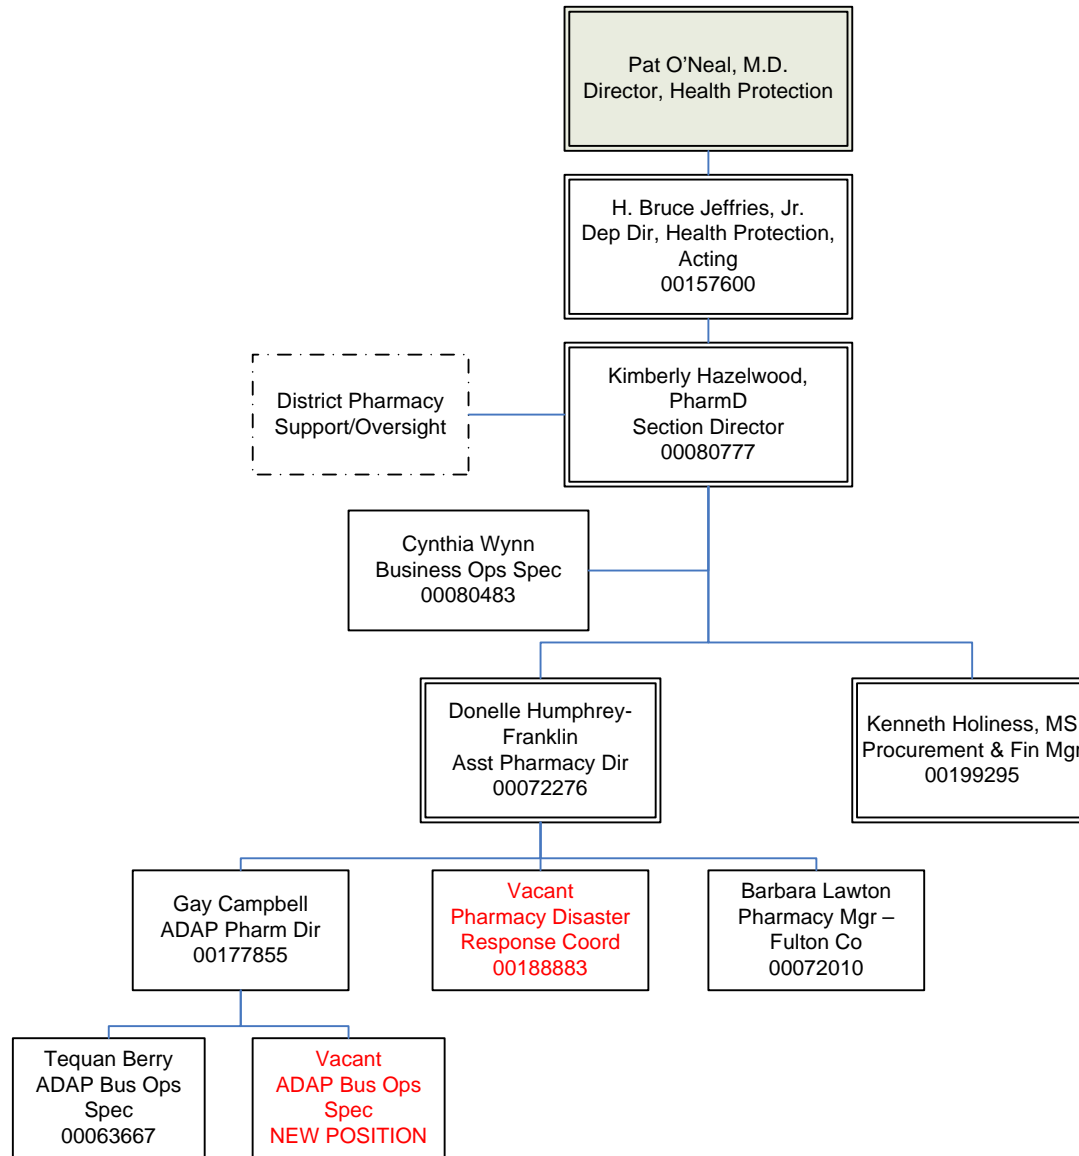 Pat O’Neal, M.D.
Director, Health Protection
H. Bruce Jeffries, Jr.
Dep Dir, Health Protection,
Acting
00157600
Kimberly Hazelwood,
PharmD
Section Director
00080777
District Pharmacy
Support/Oversight
Cynthia Wynn
Business Ops Spec
00080483
Donelle Humphrey-
Franklin
Asst Pharmacy Dir
00072276
Kenneth Holiness, MS
Procurement & Fin Mgr
00199295
Gay Campbell
ADAP Pharm Dir
00177855
Vacant
Pharmacy Disaster
Response Coord
00188883
Barbara Lawton
Pharmacy Mgr –
Fulton Co
00072010
Tequan Berry
ADAP Bus Ops
Spec
00063667
Vacant
ADAP Bus Ops
Spec
NEW POSITION